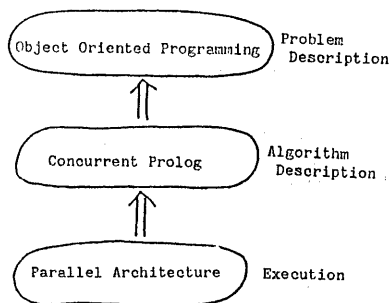 Object Oriented Programming
Problem
Description
Concurrent Prolog
Algorithm
Description
Parallel Architecture
Execution